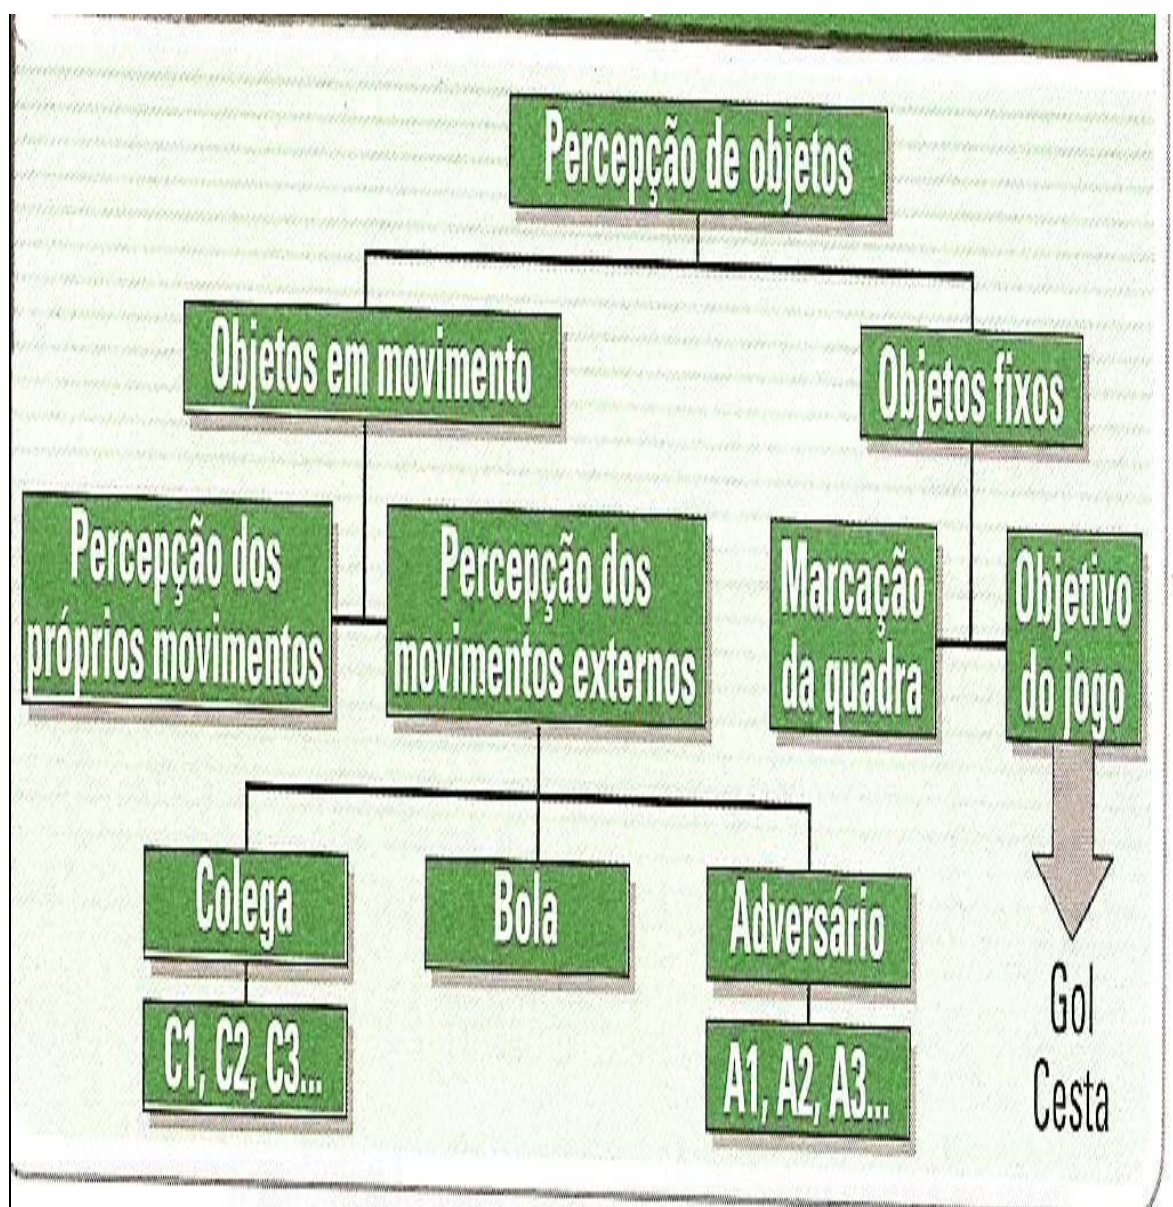 Percepção de objetos
Objetos em movimento
Objetos fixos
Percepção dos
próprios movimentos
Percepção dos
movimentos externos
Marcação
da quadra
Objetivo
do jogo
Colega
Bola
Adversário
C1, C2, C3...
A1, A2, A3...
Gol
Cesta